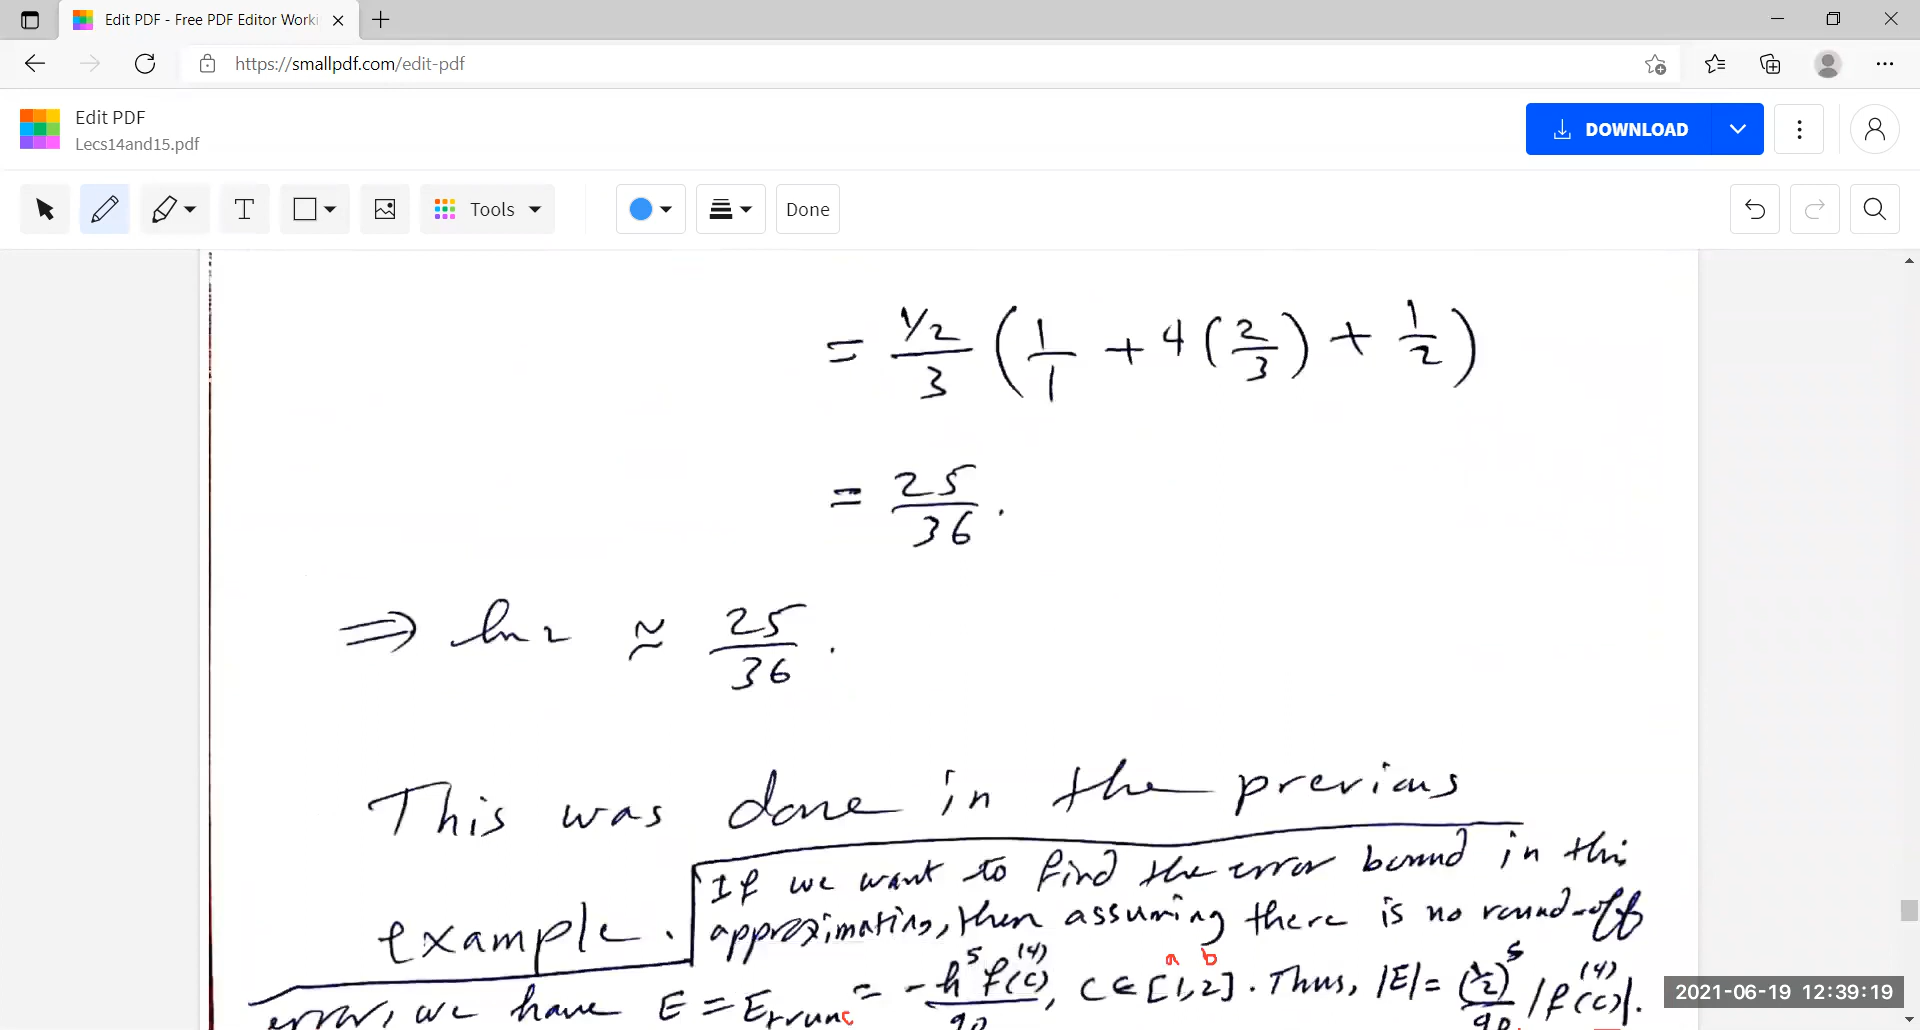 Edit PDF - Free PDF Editor Worki
https://smallpdf.com/edit-pdf
Edit PDF
Lecs14and15.pdf
DOWNLOAD
T
Tools
Done
= 1/2/3 (1/1 + 4(2/3) + 1/2)
= 25/36.
⇒ ln 2 ≈ 25/36.
This was done in the previous
example.
If we want to find the error bound in this
approximating, then assuming there is no round-off
error, we have E = Etrunc = -h^5 f^(4)(c)/90, c ∈ [1,2]. Thus, |E| = (1/2)^5/90 |f^(4)(c)|.
a b
2021-06-19 12:39:19